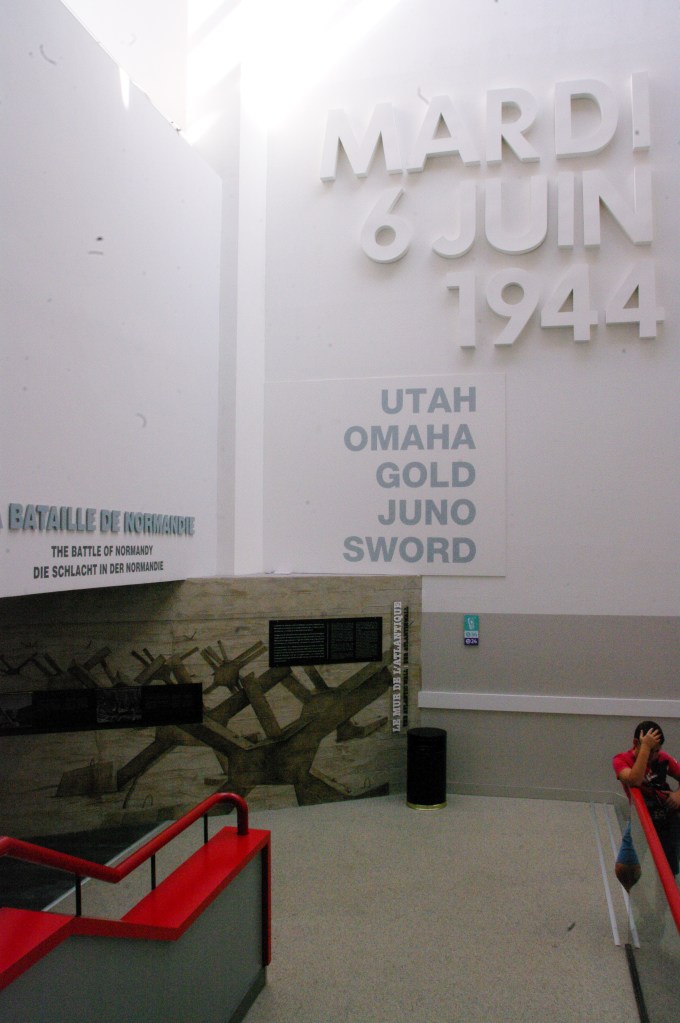 MARDI
6 JUIN
1944
UTAH
OMAHA
GOLD
JUNO
SWORD
BATAILLE DE NORMANDIE
THE BATTLE OF NORMANDY
DIE SCHLACHT IN DER NORMANDIE
LE MUR DE L'ATLANTIQUE